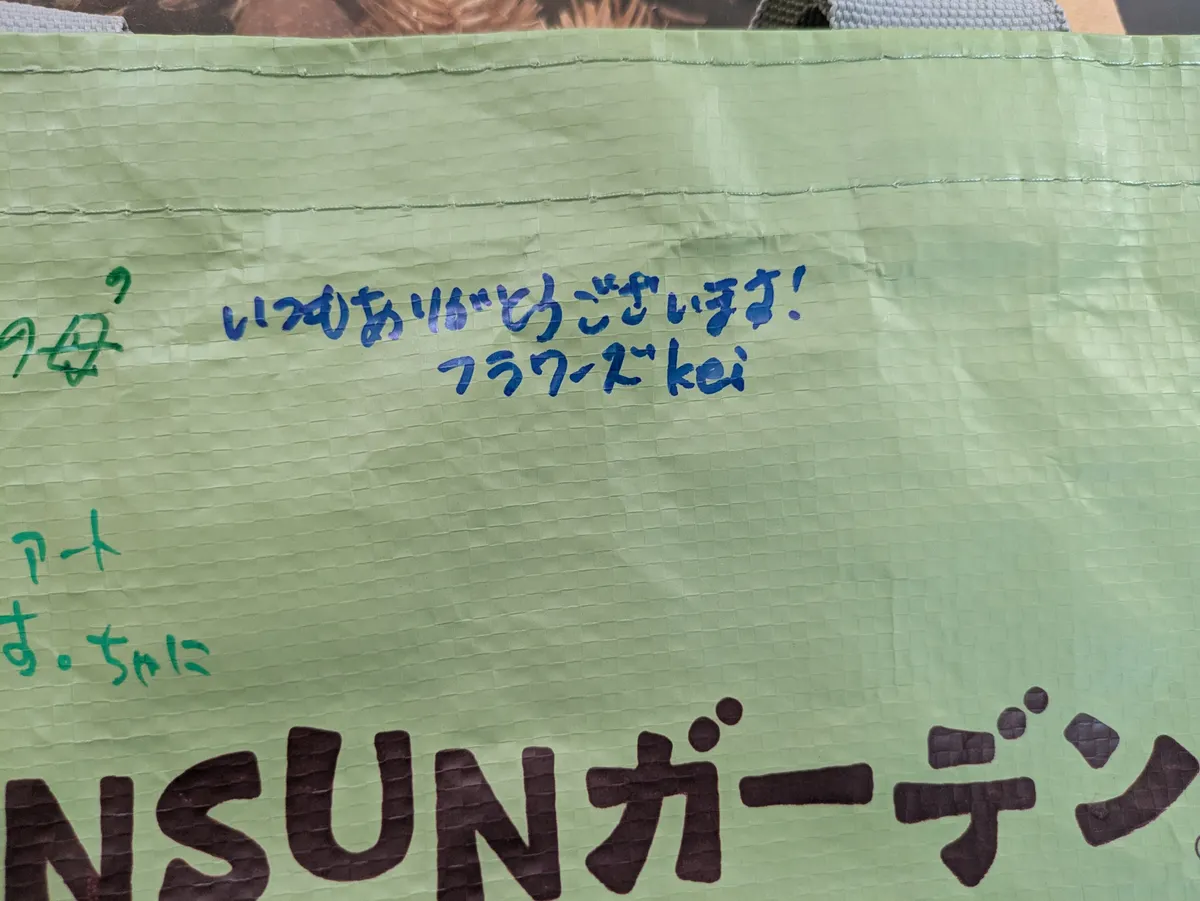 の母
いつもありがとうございます!
フラワーズkei
アート
す。ちゃに
NSUNガーデン